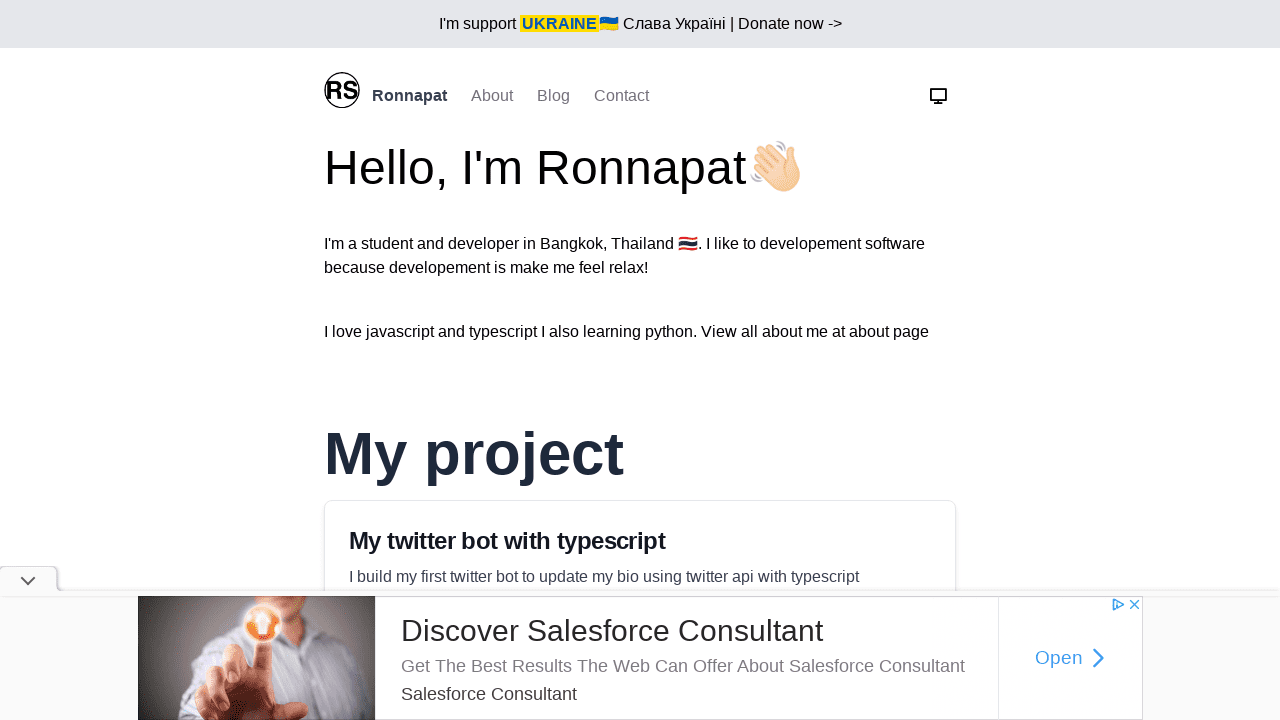 I'm support UKRAINE🇺🇦 Слава Україні | Donate now ->
RS Ronnapat About Blog Contact
Hello, I'm Ronnapat👋🏻
I'm a student and developer in Bangkok, Thailand 🇹🇭. I like to developement software
because developement is make me feel relax!
I love javascript and typescript I also learning python. View all about me at about page
My project
My twitter bot with typescript
I build my first twitter bot to update my bio using twitter api with typescript
Discover Salesforce Consultant
Get The Best Results The Web Can Offer About Salesforce Consultant
Salesforce Consultant
Open